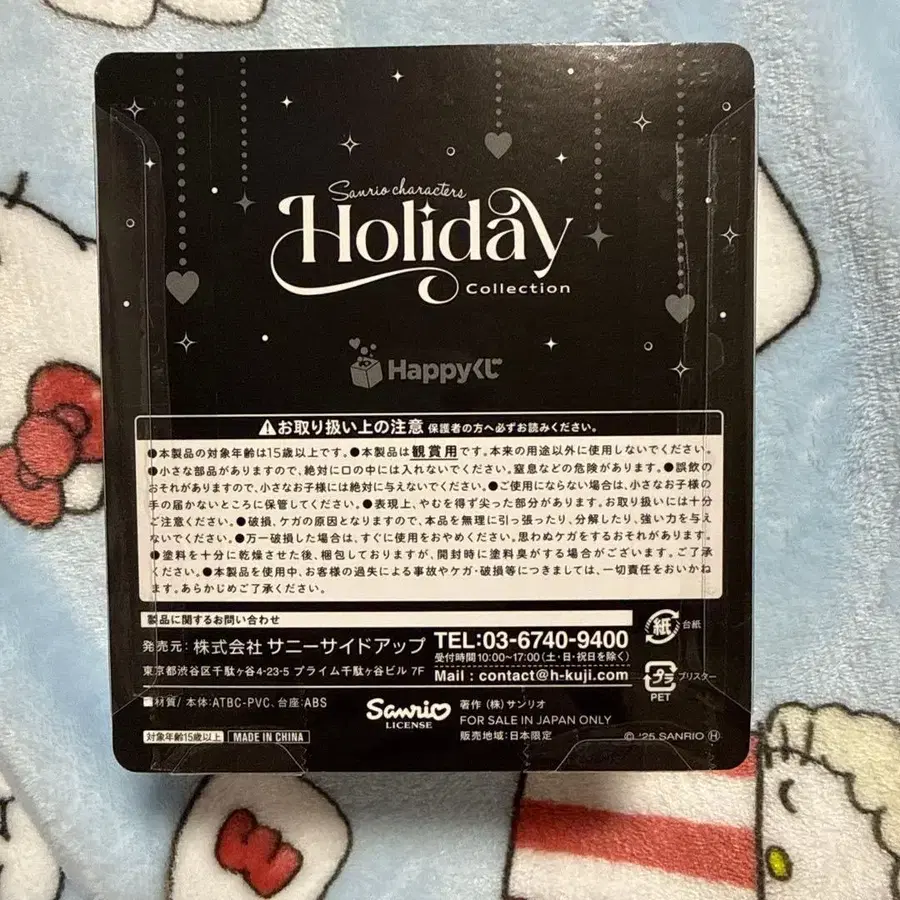 Sanrio characters
Holiday
Collection
Happyくじ
⚠お取り扱い上の注意 保護者の方へ必ずお読みください。
●本製品の対象年齢は15歳以上です。●本製品は観賞用です。本来の用途以外に使用しないでください。
●小さな部品がありますので、絶対に口の中には入れないでください。窒息などの危険があります。●誤飲の
おそれがありますので、小さなお子様には絶対に与えないでください。●ご使用にならない場合は、小さなお子様の
手の届かないところに保管してください。●表現上、やむを得ず尖った部分があります。お取り扱いには十分
ご注意ください。●破損、ケガの原因となりますので、本品を無理に引っ張ったり、分解したり、強い力を与え
ないでください。●万一破損した場合は、すぐに使用をおやめください。思わぬケガをするおそれがあります。
●塗料を十分に乾燥させた後、梱包しておりますが、開封時に塗料臭がする場合がございます。ご了承
ください。●本製品を使用中、お客様の過失による事故やケガ・破損等につきましては、一切責任をおいかね
ます。あらかじめご了承ください。
製品に関するお問い合わせ
発売元：株式会社 サニーサイドアップ
東京都渋谷区千駄ヶ谷4-23-5 プライム千駄ヶ谷ビル 7F
TEL:03-6740-9400
受付時間10:00~17:00(土・日・祝日を除く)
Mail : contact@h-kuji.com
紙 台紙
プラ ブリスター
PET
■材質/ 本体:ATBC-PVC、台座:ABS
対象年齢15歳以上 MADE IN CHINA
Sanrio
LICENSE
著作（株）サンリオ
FOR SALE IN JAPAN ONLY
販売地域:日本限定
© '25 SANRIO Ⓗ